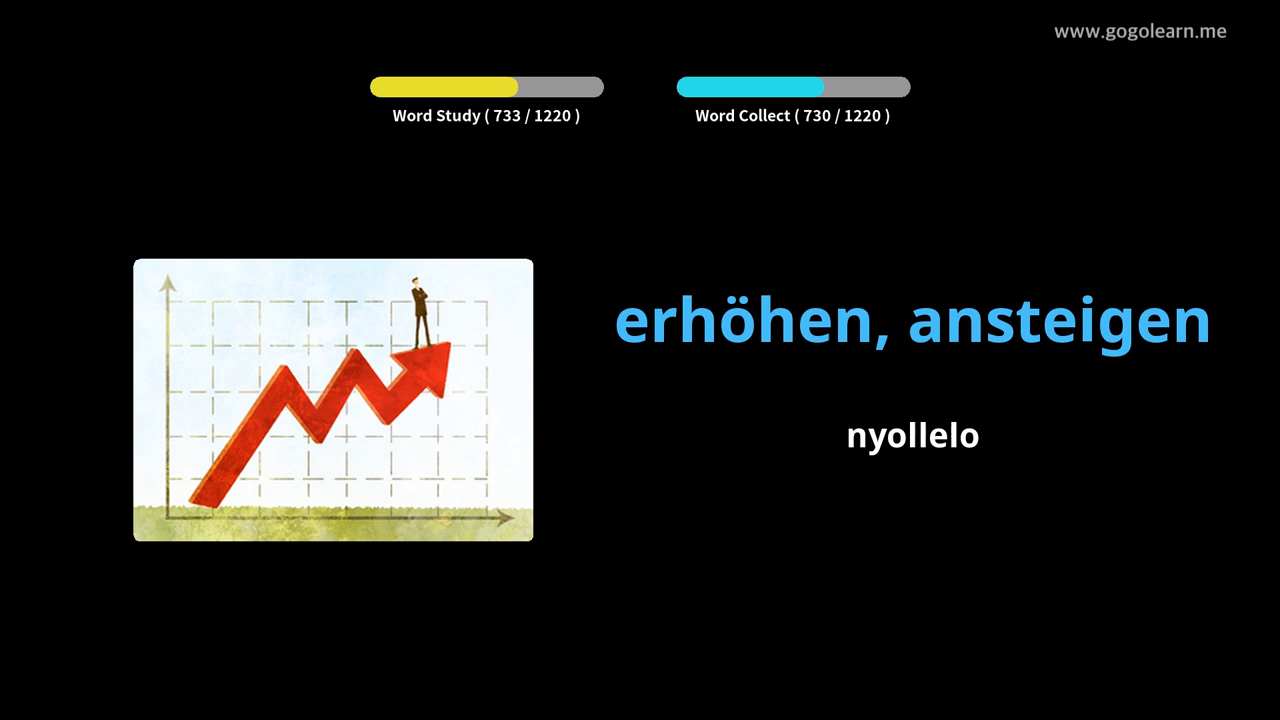 www.gogolearn.me
Word Study ( 733 / 1220 )
Word Collect ( 730 / 1220 )
erhöhen, ansteigen
nyollelo